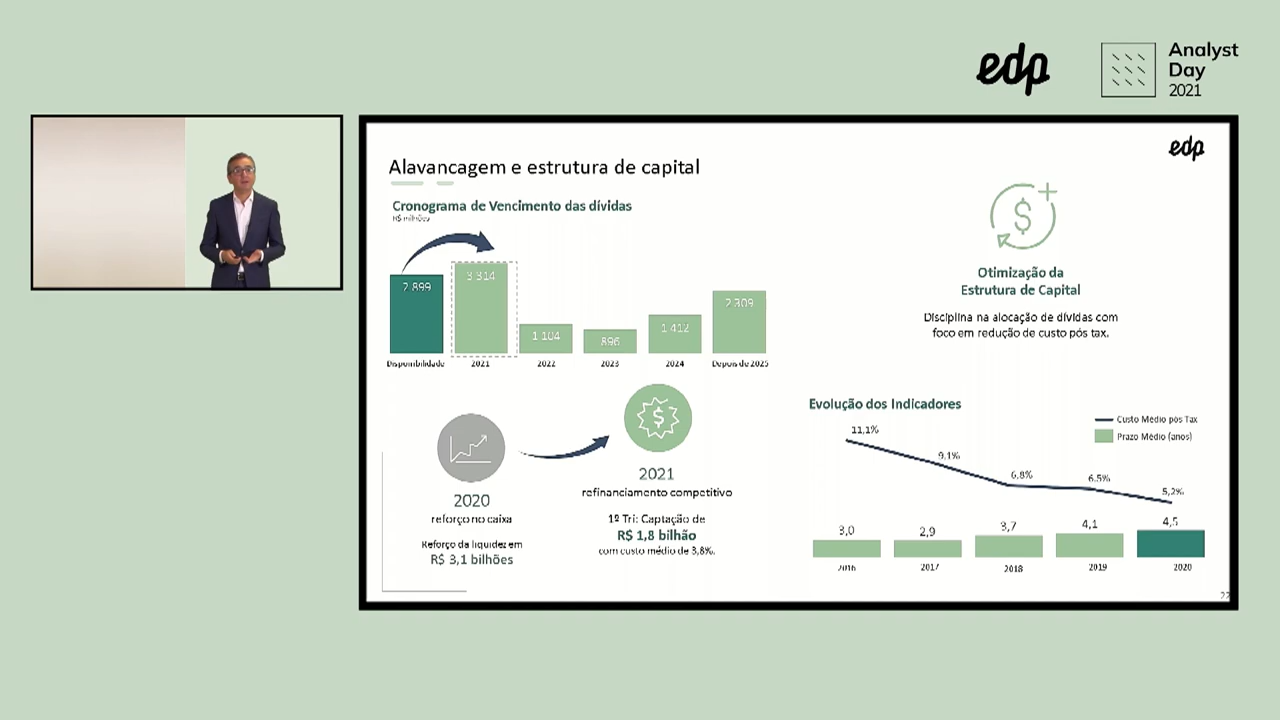 edp
Analyst
Day
2021
edp
Alavancagem e estrutura de capital
Cronograma de Vencimento das dívidas
R$ milhões
2.899
3.314
1.104
896
1.412
2.309
Disponibilidade
2021
2022
2023
2024
Depois de 2025
Otimização da
Estrutura de Capital
Disciplina na alocação de dívidas com
foco em redução de custo pós tax.
2020
reforço no caixa
Reforço da liquidez em
R$ 3,1 bilhões
2021
refinanciamento competitivo
1º Tri: Captação de
R$ 1,8 bilhão
com custo médio de 3,8%.
Evolução dos Indicadores
Custo Médio pós Tax
Prazo Médio (anos)
11,1%
9,1%
6,8%
6,5%
5,2%
3,0
2,9
3,7
4,1
4,5
2016
2017
2018
2019
2020
22